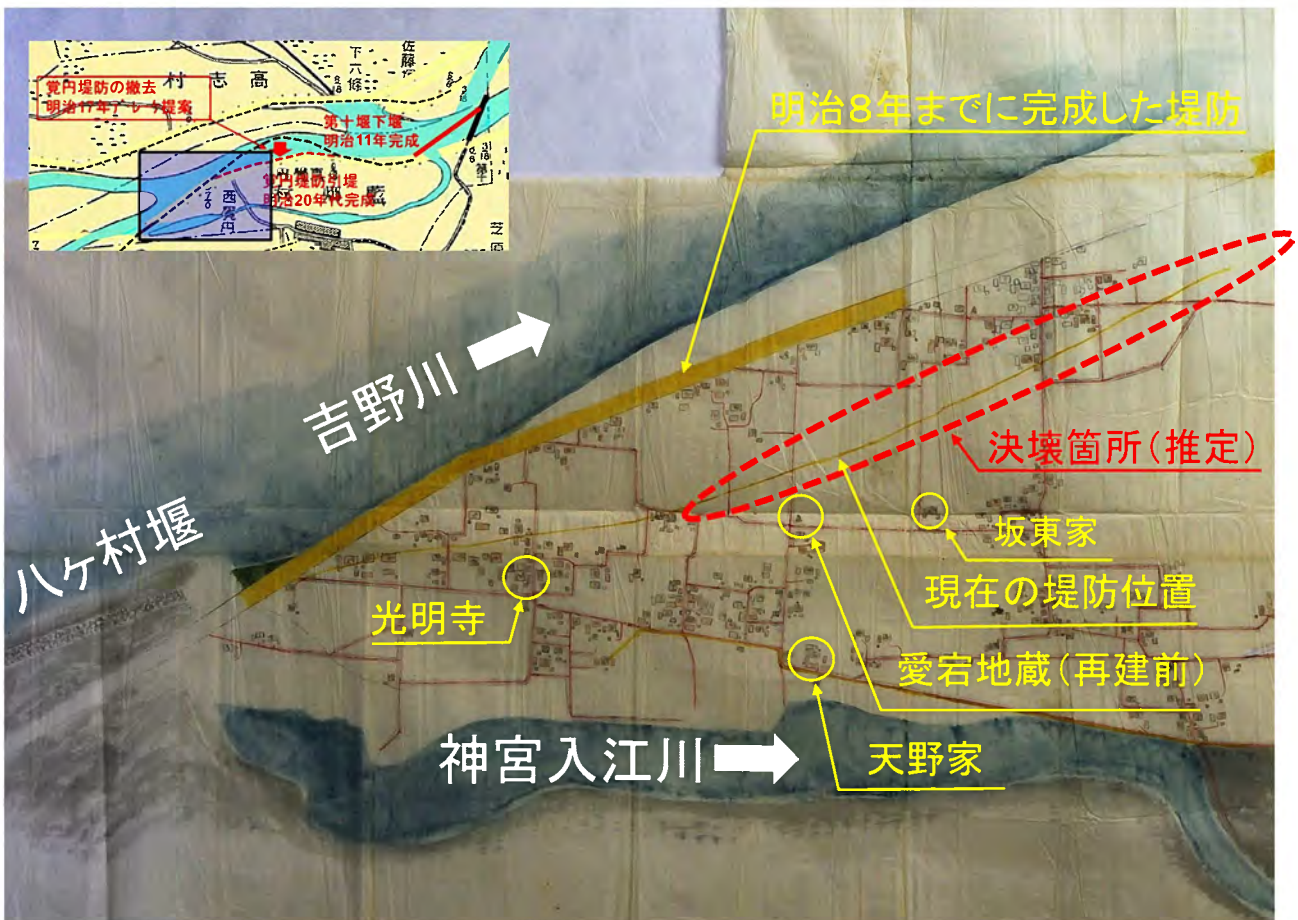 佐藤
下六條
村志高
覚円堤防の撤去
明治17年ブレーケ提案
第十堰下堰
明治11年完成
第十
覚円堤防引堤
明治20年代完成
西覚円
芝原
明治8年までに完成した堤防
吉野川
決壊箇所(推定)
八ヶ村堰
坂東家
現在の堤防位置
光明寺
愛宕地蔵(再建前)
神宮入江川
天野家